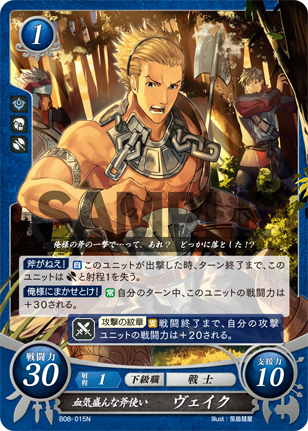 1
SAMPLE
俺様の斧の一撃で…って、あれ? どっかに落とした!?
斧がねえ! 自 このユニットが出撃した時、ターン終了まで、この
ユニットは と射程1を失う。
俺様にまかせとけ! 常 自分のターン中、このユニットの戦闘力は
+30される。
攻撃の紋章 支 戦闘終了まで、自分の攻撃
ユニットの戦闘力は+20される。
戦闘力
30
射程 1 下級職 戦士
支援力
10
血気盛んな斧使い ヴェイク
B08-015N
Illust:笹島彗星